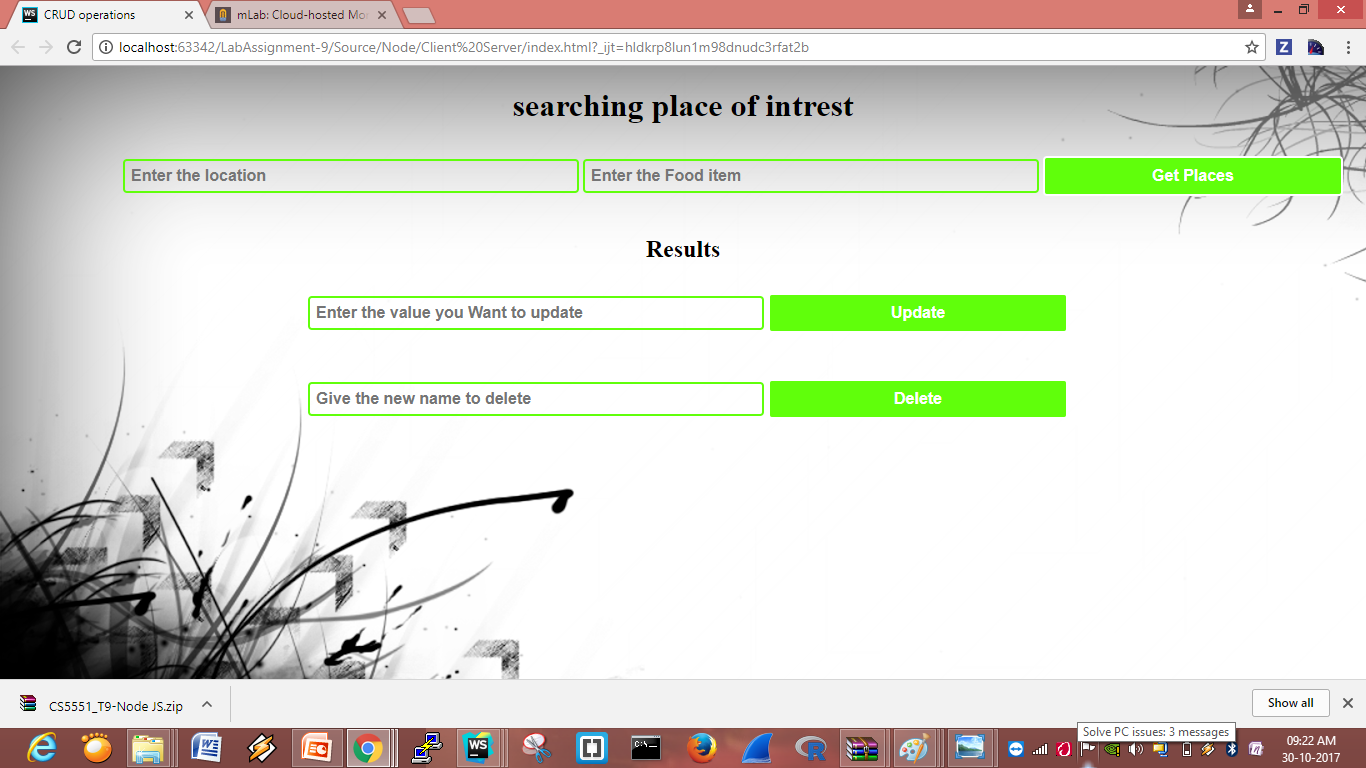 CRUD operations
mLab: Cloud-hosted Mo
localhost:63342/LabAssignment-9/Source/Node/Client%20Server/index.html?_ijt=hldkrp8lun1m98dnudc3rfat2b
searching place of intrest
Enter the location Enter the Food item Get Places
Results
Enter the value you Want to update Update
Give the new name to delete Delete
CS5551_T9-Node JS.zip
Show all
Solve PC issues: 3 messages
09:22 AM
30-10-2017